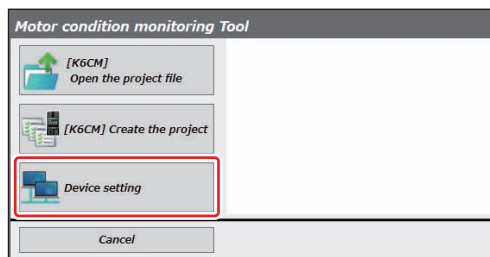 Motor condition monitoring Tool
[K6CM]
Open the project file
[K6CM] Create the project
Device setting
Cancel